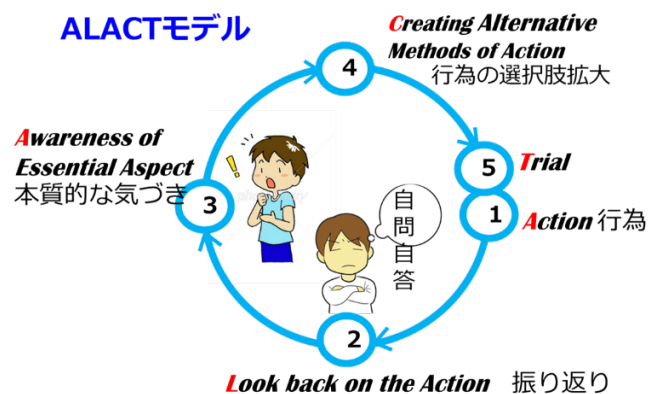 ALACTモデル
4
Creating Alternative
Methods of Action
行為の選択肢拡大
Awareness of
Essential Aspect
本質的な気づき
3
5
Trial
1
Action 行為
自問自答
2
Look back on the Action 振り返り